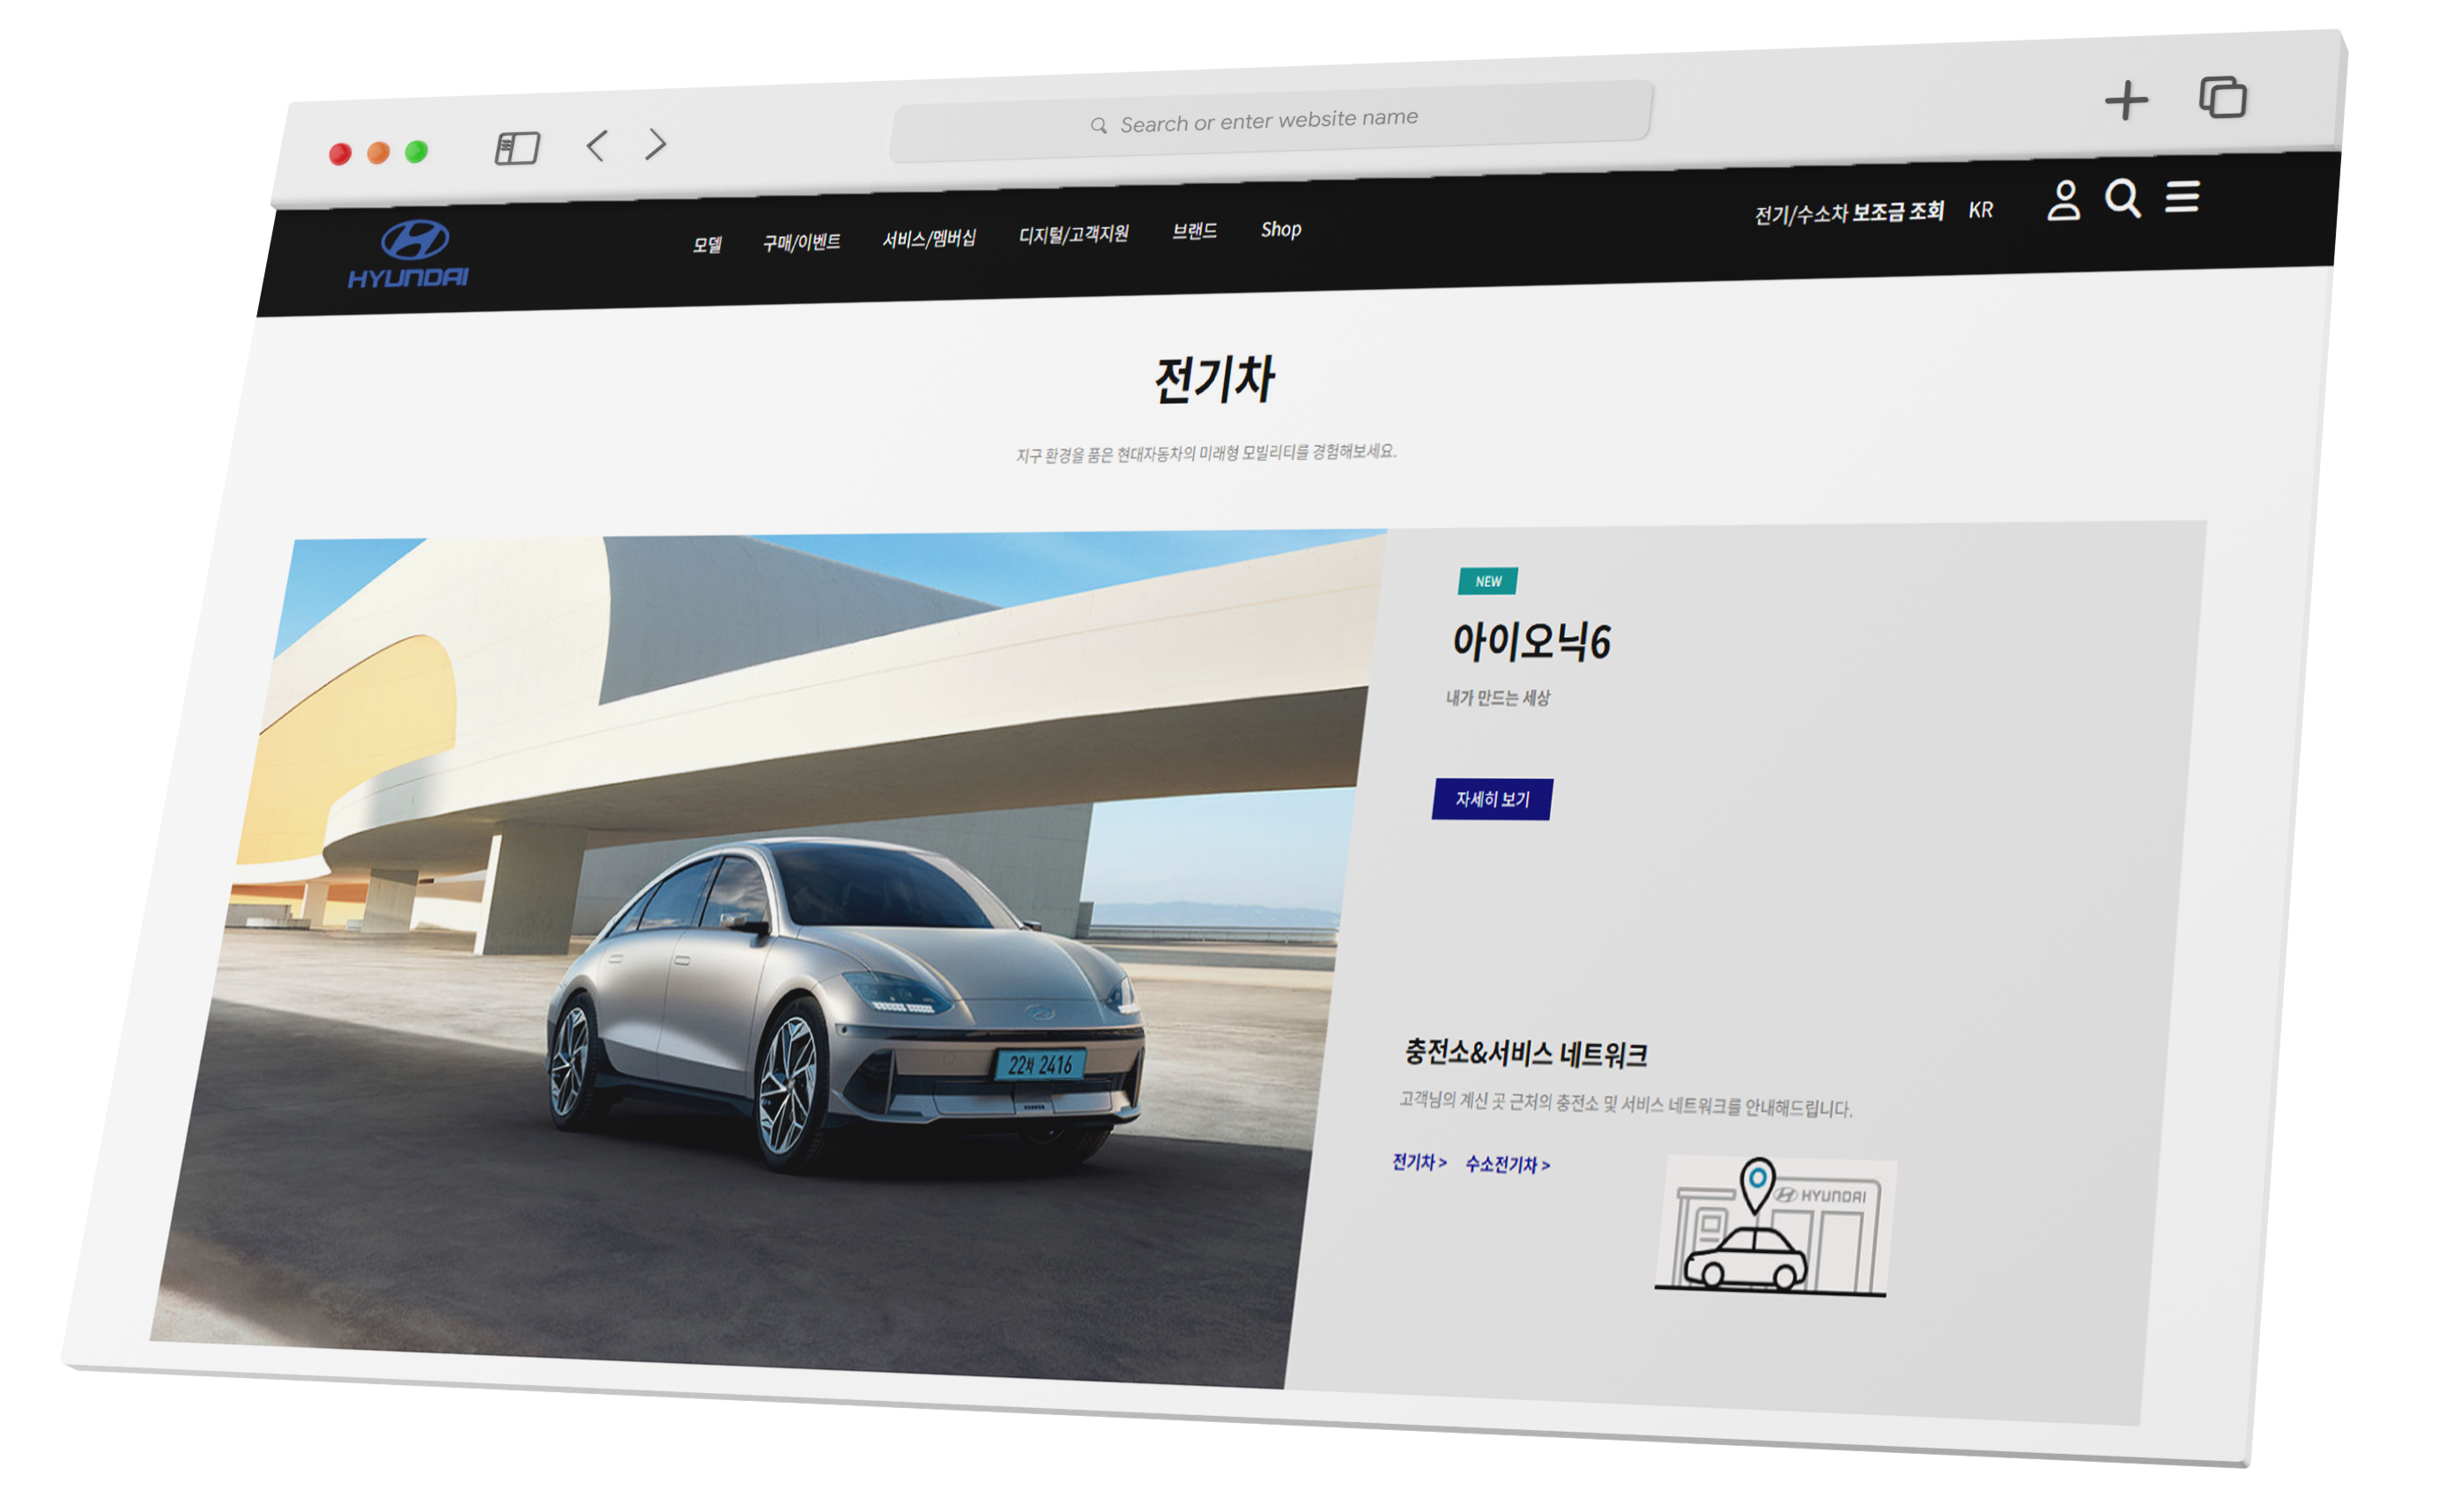 Search or enter website name
HYUNDAI
모델 구매/이벤트 서비스/멤버십 디지털/고객지원 브랜드 Shop
전기/수소차 보조금 조회 KR
전기차
지구 환경을 품은 현대자동차의 미래형 모빌리티를 경험해보세요.
NEW
아이오닉6
내가 만드는 세상
자세히 보기
22 2416
충전소&서비스 네트워크
고객님의 계신 곳 근처의 충전소 및 서비스 네트워크를 안내해드립니다.
전기차 > 수소전기차 >
HYUNDAI